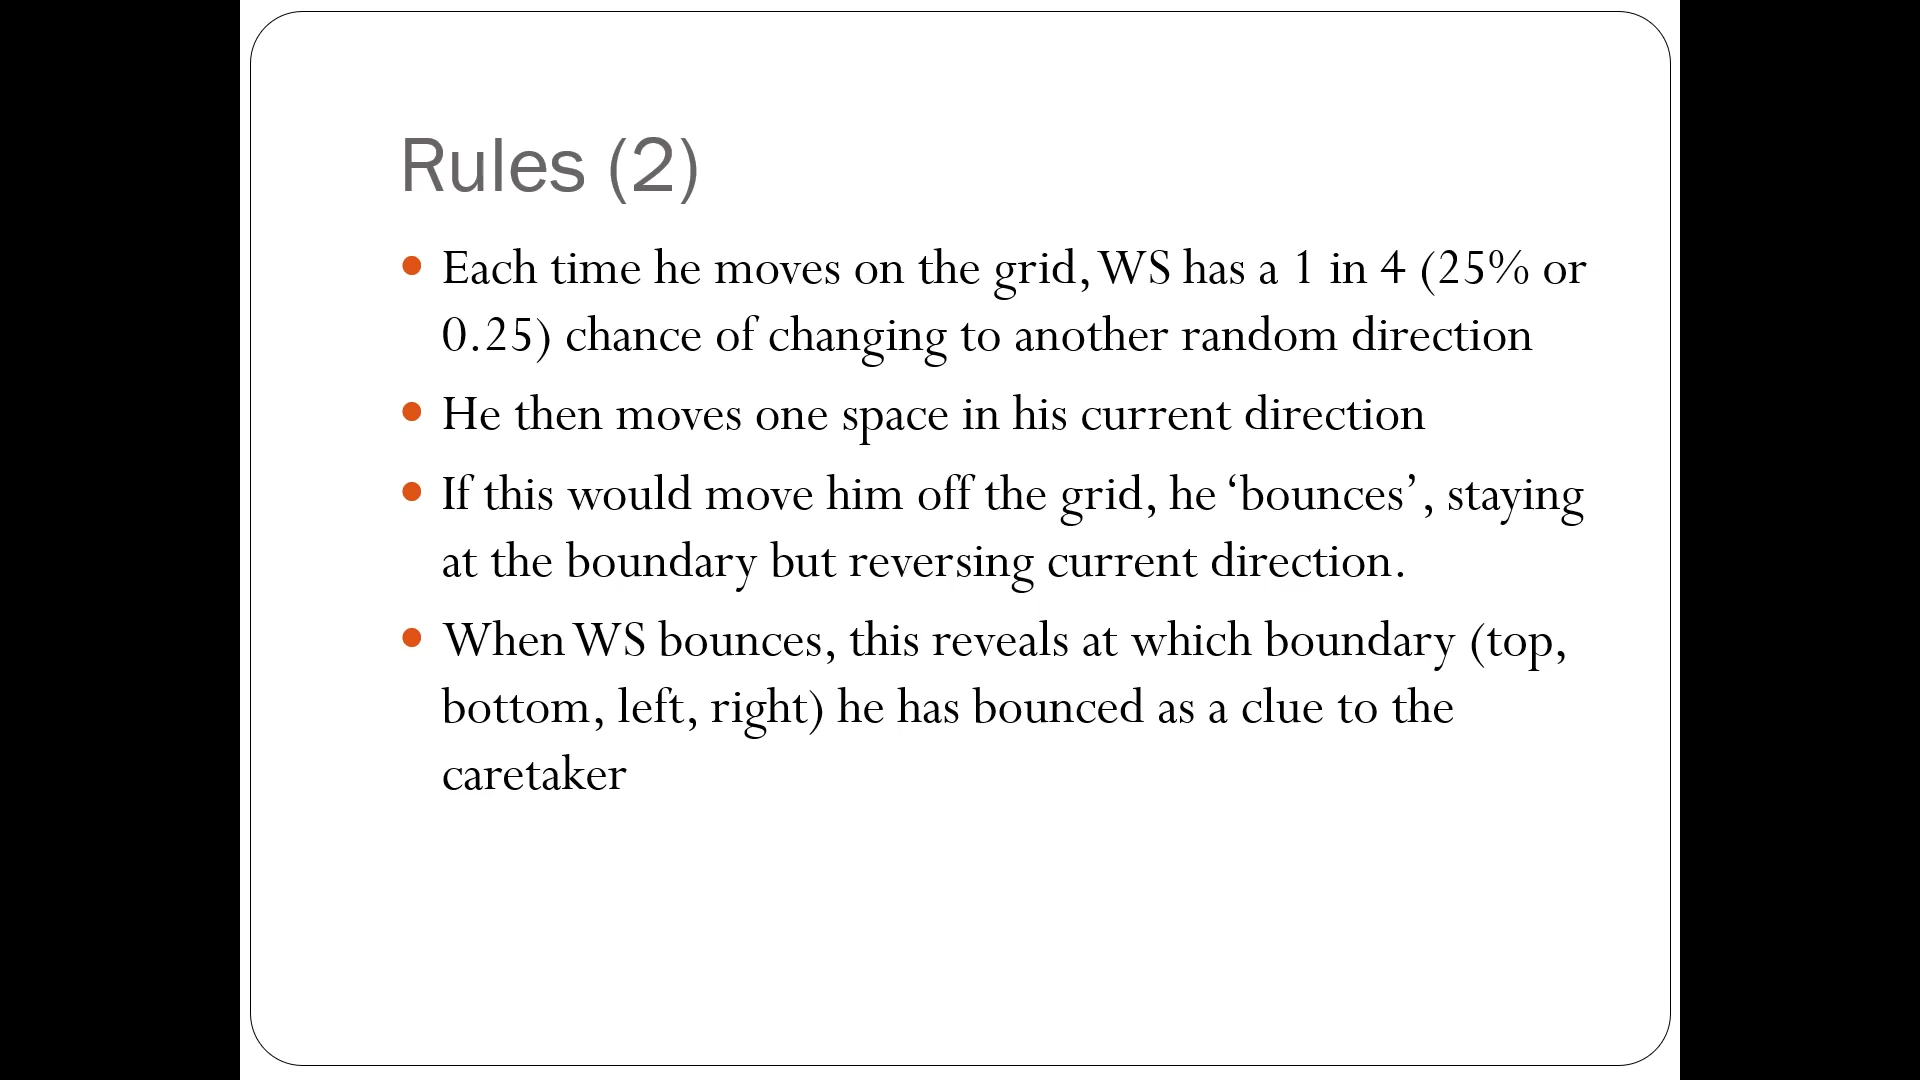 Rules (2)
Each time he moves on the grid, WS has a 1 in 4 (25% or
0.25) chance of changing to another random direction
He then moves one space in his current direction
If this would move him off the grid, he ‘bounces’, staying
at the boundary but reversing current direction.
When WS bounces, this reveals at which boundary (top,
bottom, left, right) he has bounced as a clue to the
caretaker